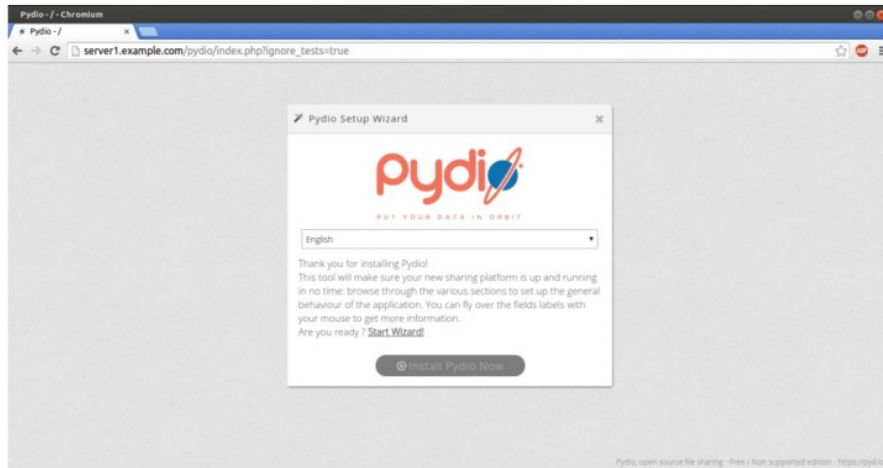 Pydio - / - Chromium
Pydio - /
server1.example.com/pydio/index.php?ignore_tests=true
ABP
Pydio Setup Wizard
pydio
PUT YOUR DATA IN ORBIT
English
Thank you for installing Pydio!
This tool will make sure your new sharing platform is up and running
in no time: browse through the various sections to set up the general
behaviour of the application. You can fly over the fields labels with
your mouse to get more information.
Are you ready ? Start Wizard!
Install Pydio Now
Pydio, open source file sharing - Free / Non supported edition - https://pyd.i